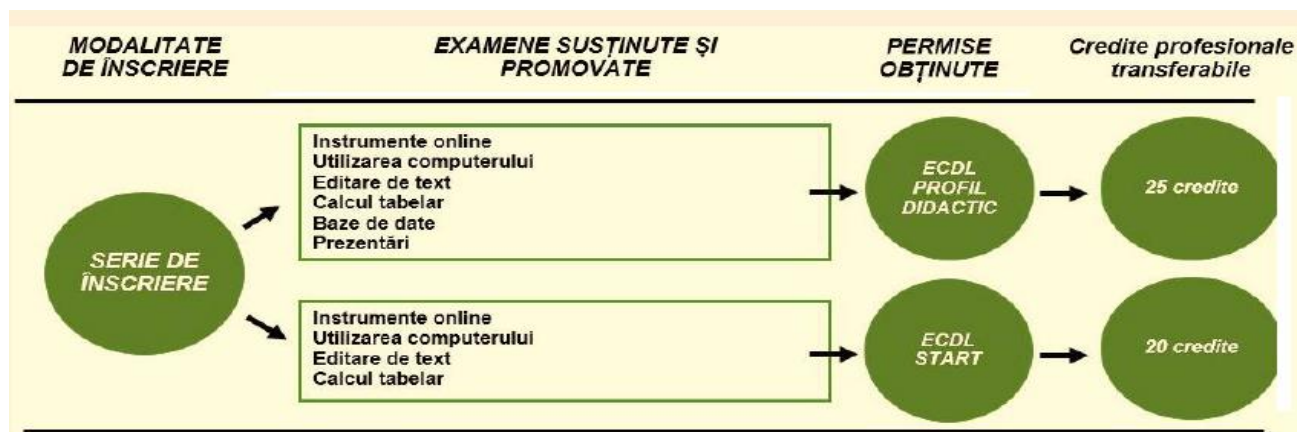 MODALITATE
DE ÎNSCRIERE
EXAMENE SUSȚINUTE ȘI
PROMOVATE
PERMISE
OBȚINUTE
Credite profesionale
transferabile
SERIE DE
ÎNSCRIERE
Instrumente online
Utilizarea computerului
Editare de text
Calcul tabelar
Baze de date
Prezentări
ECDL
PROFIL
DIDACTIC
25 credite
Instrumente online
Utilizarea computerului
Editare de text
Calcul tabelar
ECDL
START
20 credite